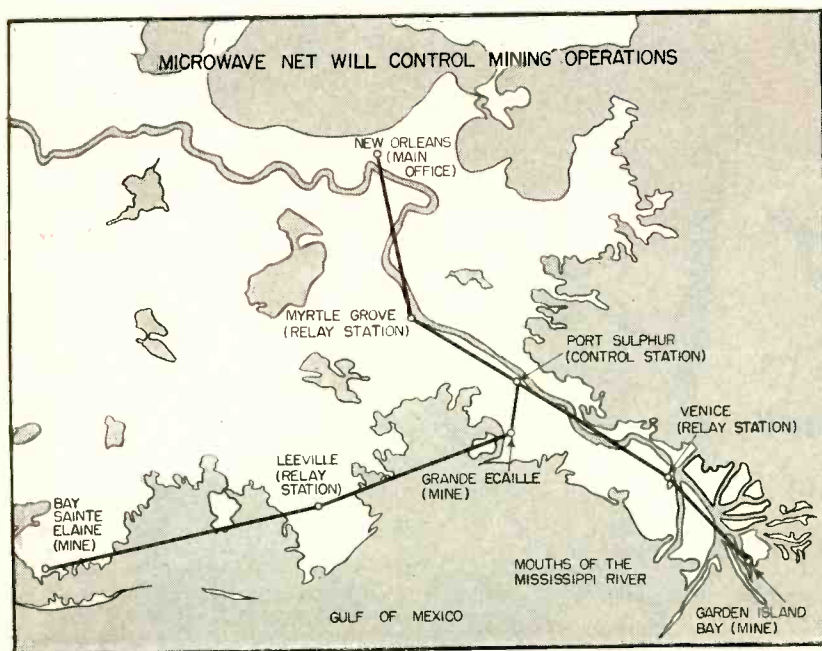 MICROWAVE NET WILL CONTROL MINING OPERATIONS
NEW ORLEANS
(MAIN
OFFICE)
MYRTLE GROVE
(RELAY STATION)
PORT SULPHUR
(CONTROL STATION)
VENICE
(RELAY STATION)
LEEVILLE
(RELAY
STATION)
GRANDE ECAILLE
(MINE)
BAY
SAINTE
ELAINE
(MINE)
MOUTHS OF THE
MISSISSIPPI RIVER
GULF OF MEXICO
GARDEN ISLAND
BAY (MINE)